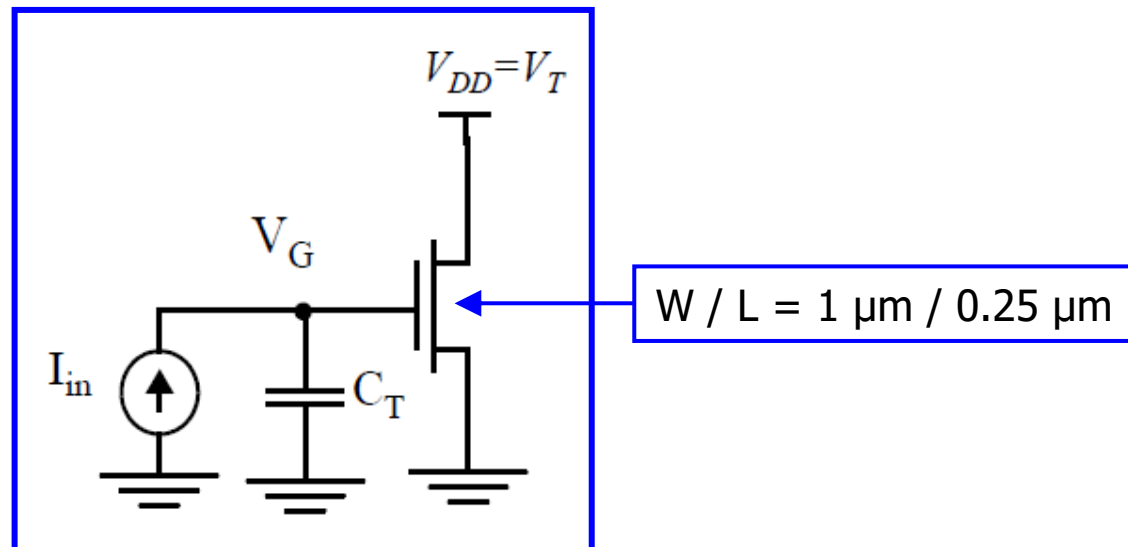 V_DD=V_T
V_G
I_in
C_T
W / L = 1 µm / 0.25 µm